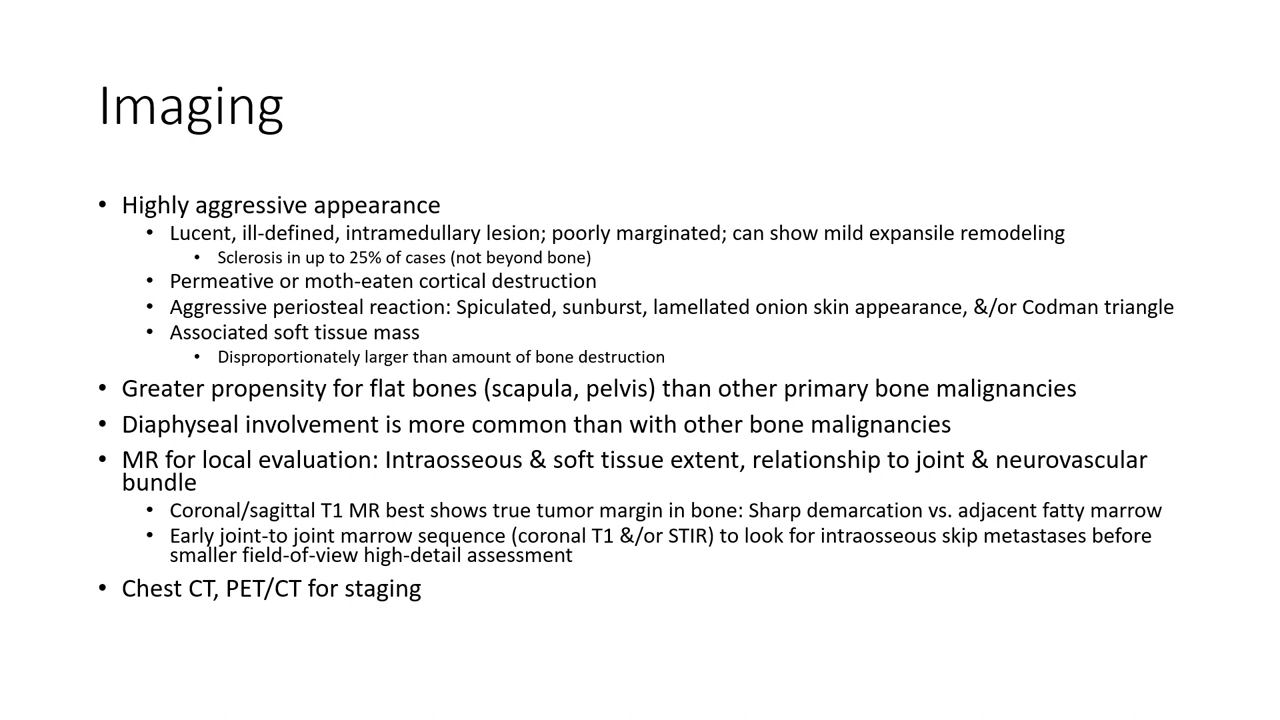 Imaging
• Highly aggressive appearance
• Lucent, ill-defined, intramedullary lesion; poorly marginated; can show mild expansile remodeling
• Sclerosis in up to 25% of cases (not beyond bone)
• Permeative or moth-eaten cortical destruction
• Aggressive periosteal reaction: Spiculated, sunburst, lamellated onion skin appearance, &/or Codman triangle
• Associated soft tissue mass
• Disproportionately larger than amount of bone destruction
• Greater propensity for flat bones (scapula, pelvis) than other primary bone malignancies
• Diaphyseal involvement is more common than with other bone malignancies
• MR for local evaluation: Intraosseous & soft tissue extent, relationship to joint & neurovascular
bundle
• Coronal/sagittal T1 MR best shows true tumor margin in bone: Sharp demarcation vs. adjacent fatty marrow
• Early joint-to joint marrow sequence (coronal T1 &/or STIR) to look for intraosseous skip metastases before
smaller field-of-view high-detail assessment
• Chest CT, PET/CT for staging